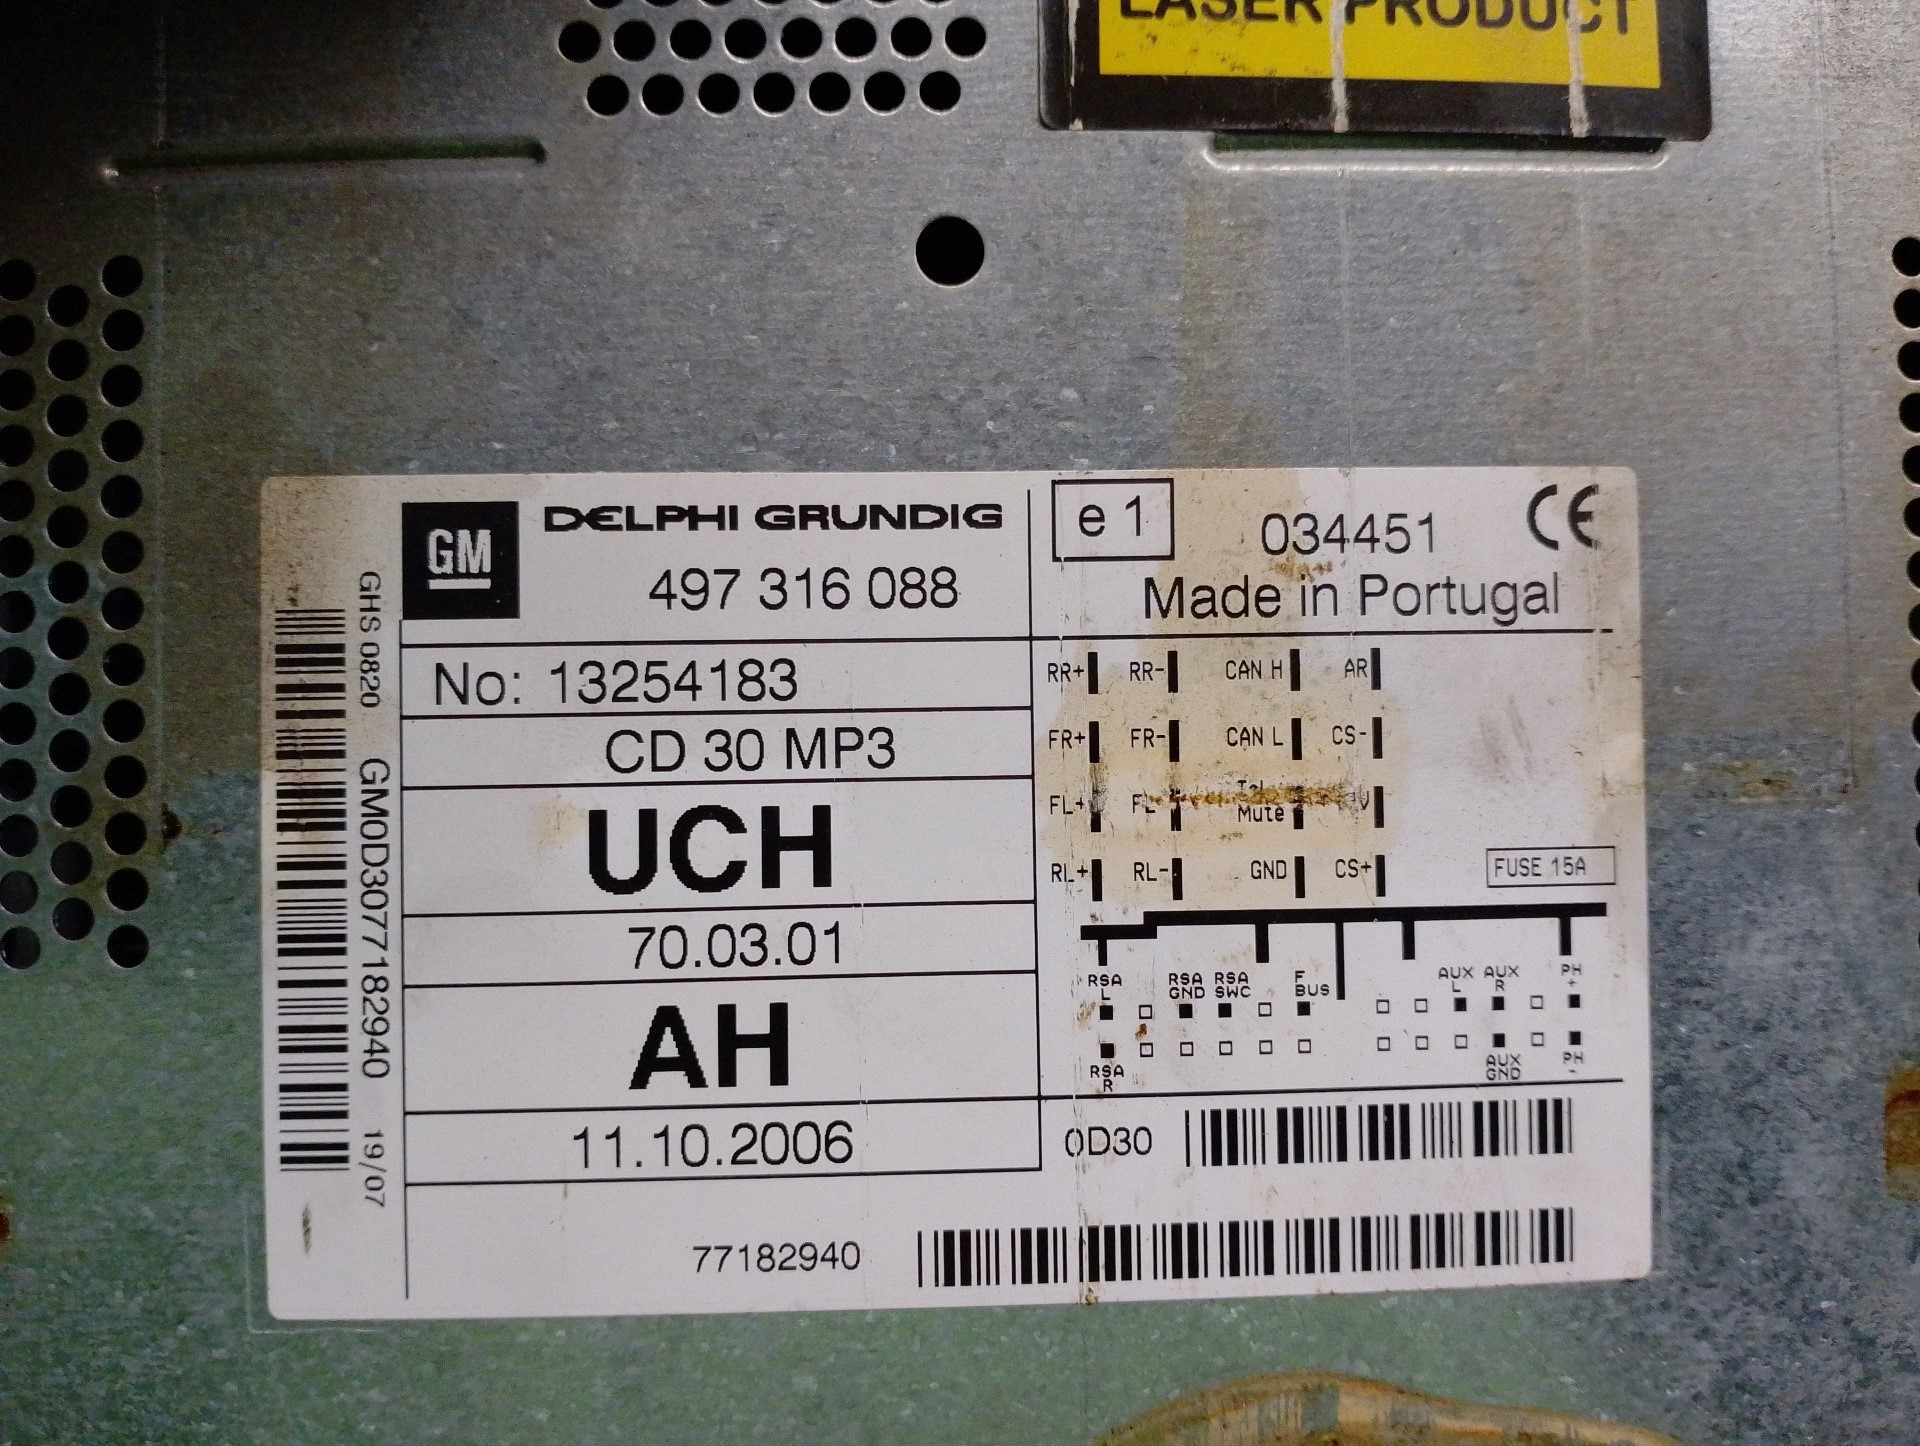 LASER PRODUCT
GM DELPHI GRUNDIG
497 316 088
e 1 034451 CE
Made in Portugal
No: 13254183
CD 30 MP3
UCH
70.03.01
AH
11.10.2006
77182940
GHS 0820 GM0D3077182940 19/07
RR+ RR- CAN H AR
FR+ FR- CAN L CS-
FL+ Mute
RL+ RL- GND CS+
FUSE 15A
RSA L RSA GND RSA SWC F BUS AUX L AUX R PH +
RSA R AUX GND PH -
0D30